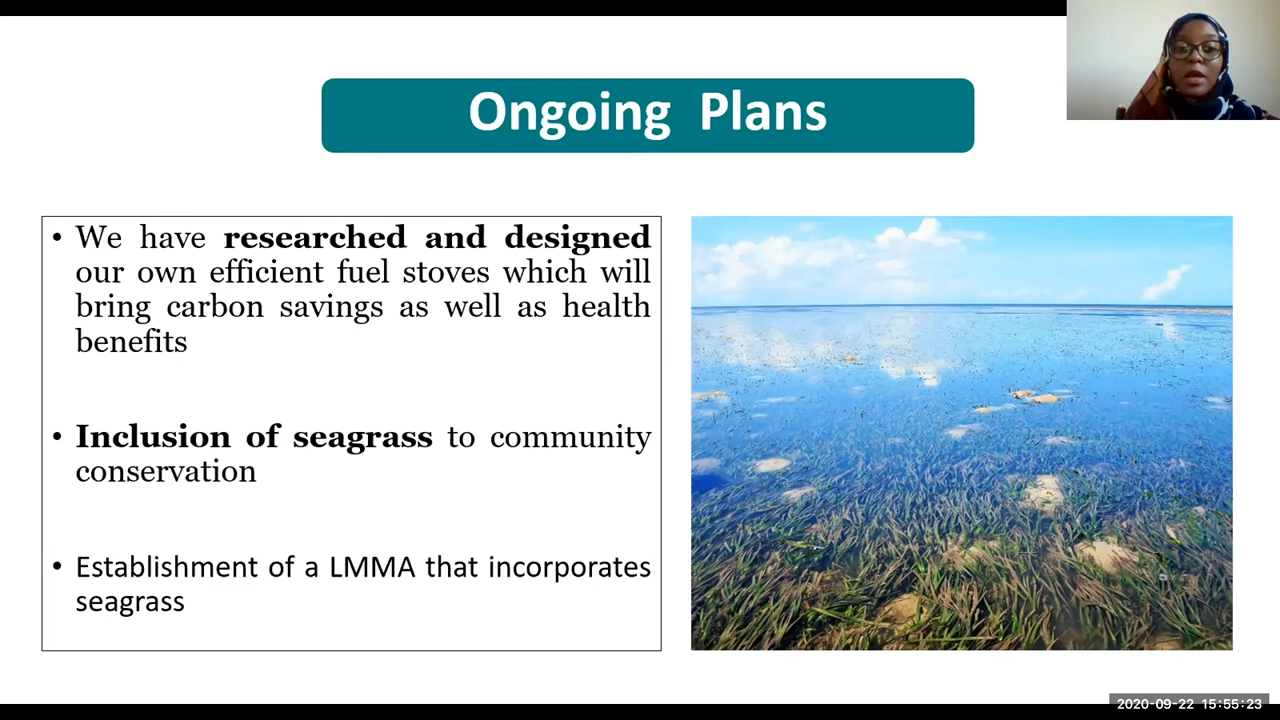 Ongoing Plans
• We have researched and designed
our own efficient fuel stoves which will
bring carbon savings as well as health
benefits
• Inclusion of seagrass to community
conservation
• Establishment of a LMMA that incorporates
seagrass
2020-09-22 15:55:23